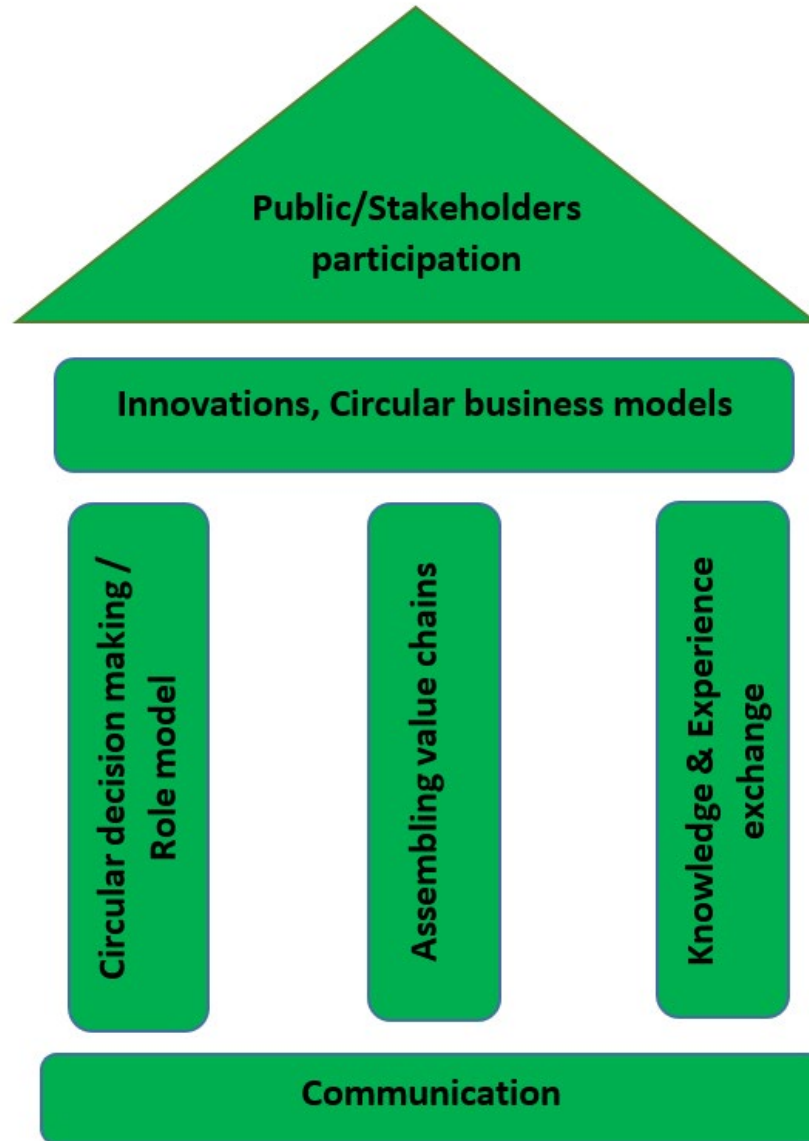 Public/Stakeholders
participation
Innovations, Circular business models
Circular decision making /
Role model
Assembling value chains
Knowledge & Experience
exchange
Communication